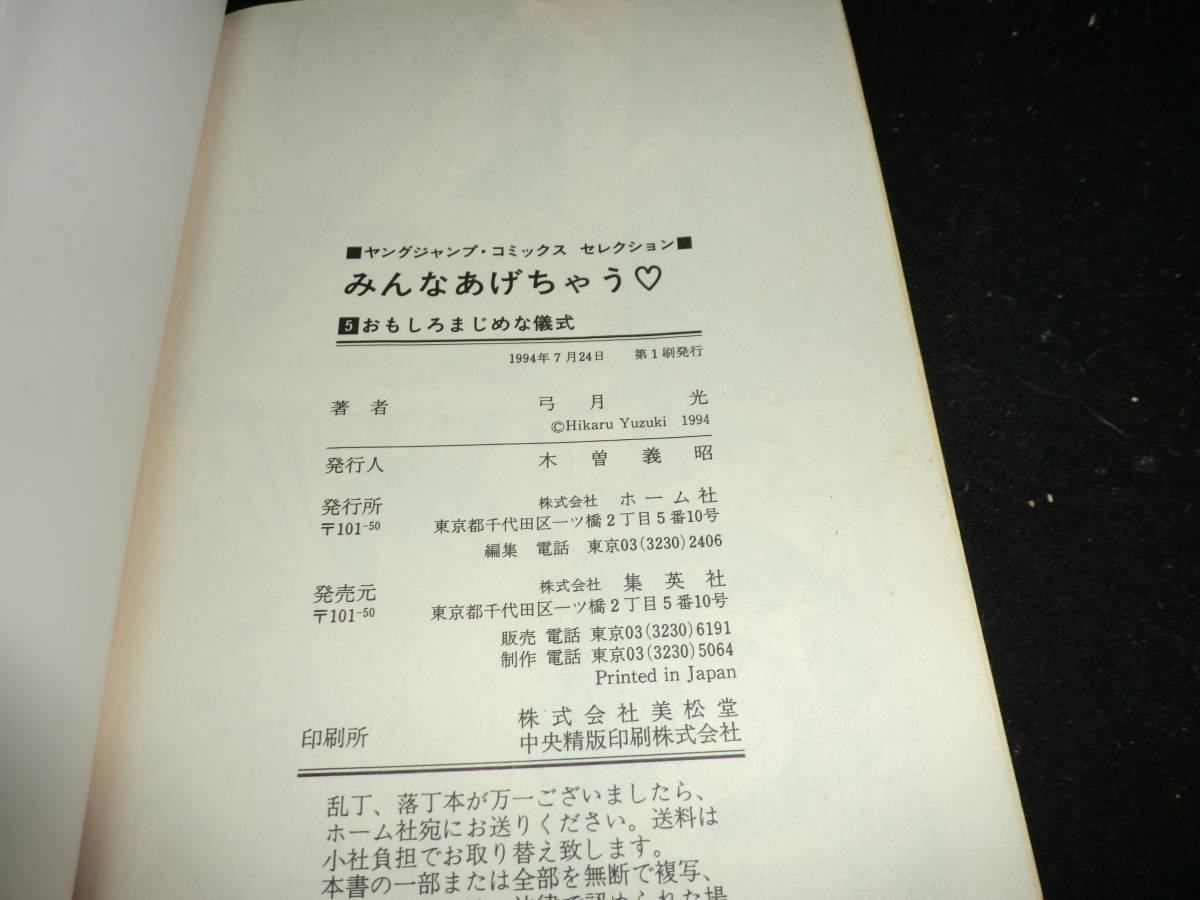 ■ヤングジャンプ・コミックス セレクション■
みんなあげちゃう♡
5 おもしろまじめな儀式
1994年7月24日 第1刷発行
著者 弓月光
©Hikaru Yuzuki 1994
発行人 木曽義昭
発行所 株式会社 ホーム社
〒101-50 東京都千代田区一ツ橋2丁目5番10号
編集 電話 東京03(3230)2406
発売元 株式会社 集英社
〒101-50 東京都千代田区一ツ橋2丁目5番10号
販売 電話 東京03(3230)6191
制作 電話 東京03(3230)5064
Printed in Japan
印刷所 株式会社美松堂
中央精版印刷株式会社
乱丁、落丁本が万一ございましたら、
ホーム社宛にお送りください。送料は
小社負担でお取り替え致します。
本書の一部または全部を無断で複写、
法律で認められた場